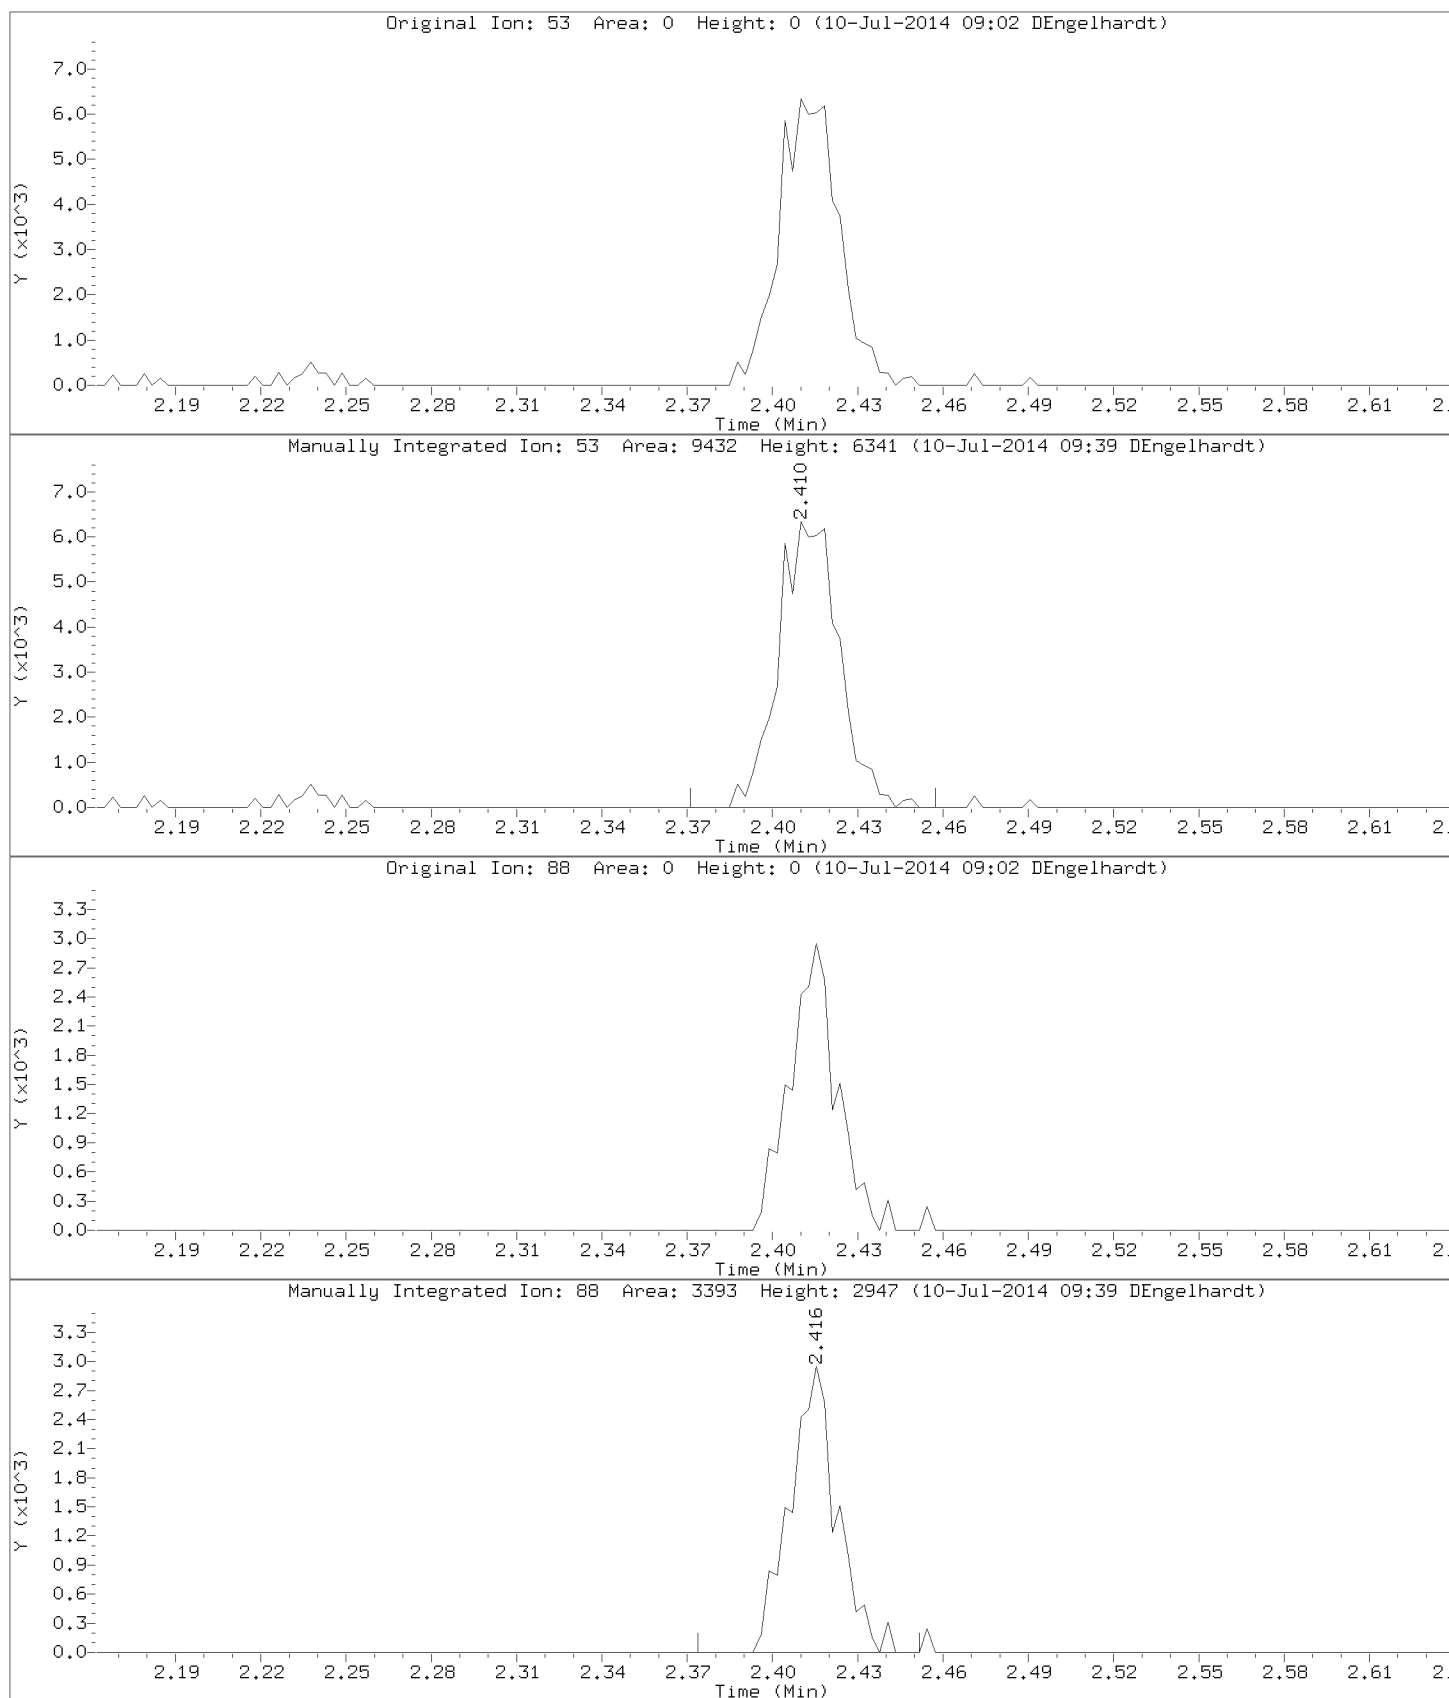 Original Ion: 53 Area: 0 Height: 0 (10-Jul-2014 09:02 DEngelhardt)
Y (x10^3)
7.0
6.0
5.0
4.0
3.0
2.0
1.0
0.0
2.19 2.22 2.25 2.28 2.31 2.34 2.37 2.40 2.43 2.46 2.49 2.52 2.55 2.58 2.61 2.
Time (Min)
Manually Integrated Ion: 53 Area: 9432 Height: 6341 (10-Jul-2014 09:39 DEngelhardt)
2.410
Y (x10^3)
7.0
6.0
5.0
4.0
3.0
2.0
1.0
0.0
2.19 2.22 2.25 2.28 2.31 2.34 2.37 2.40 2.43 2.46 2.49 2.52 2.55 2.58 2.61 2.
Time (Min)
Original Ion: 88 Area: 0 Height: 0 (10-Jul-2014 09:02 DEngelhardt)
Y (x10^3)
3.3
3.0
2.7
2.4
2.1
1.8
1.5
1.2
0.9
0.6
0.3
0.0
2.19 2.22 2.25 2.28 2.31 2.34 2.37 2.40 2.43 2.46 2.49 2.52 2.55 2.58 2.61 2.
Time (Min)
Manually Integrated Ion: 88 Area: 3393 Height: 2947 (10-Jul-2014 09:39 DEngelhardt)
2.416
Y (x10^3)
3.3
3.0
2.7
2.4
2.1
1.8
1.5
1.2
0.9
0.6
0.3
0.0
2.19 2.22 2.25 2.28 2.31 2.34 2.37 2.40 2.43 2.46 2.49 2.52 2.55 2.58 2.61 2.
Time (Min)